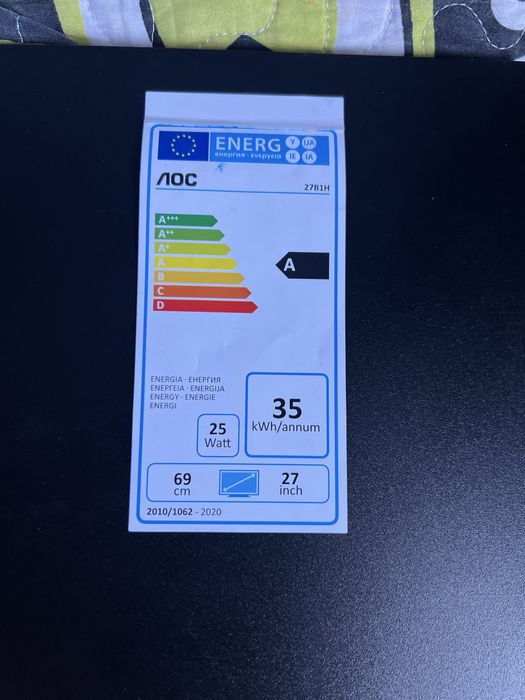 ENERG Y IJA
енергия · ενεργεια IE IA
AOC
27B1H
A+++
A++
A+
A
B
C
D
A
ENERGIA · ЕНЕРГИЯ
ΕΝΕΡΓΕΙΑ · ENERGIJA
ENERGY · ENERGIE
ENERGI
35
kWh/annum
25
Watt
69
cm
27
inch
2010/1062 - 2020